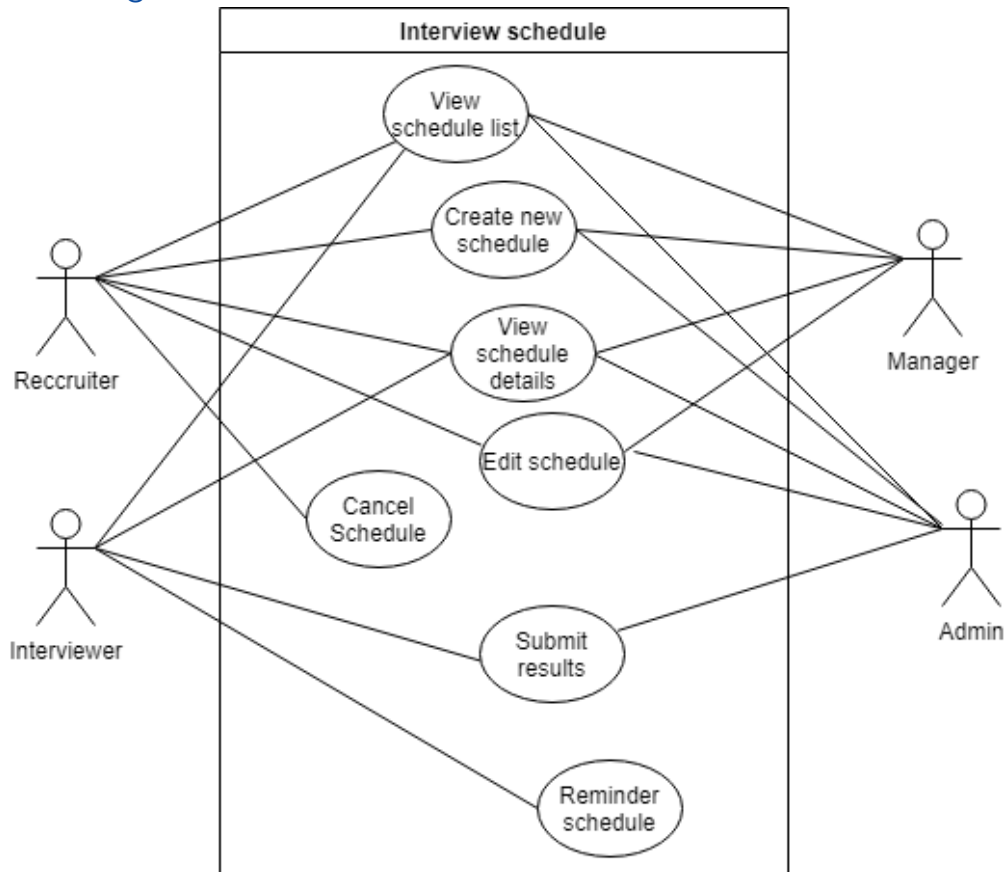 Interview schedule
View
schedule list
Create new
schedule
View
schedule
details
Edit schedule
Cancel
Schedule
Submit
results
Reminder
schedule
Reccruiter
Interviewer
Manager
Admin